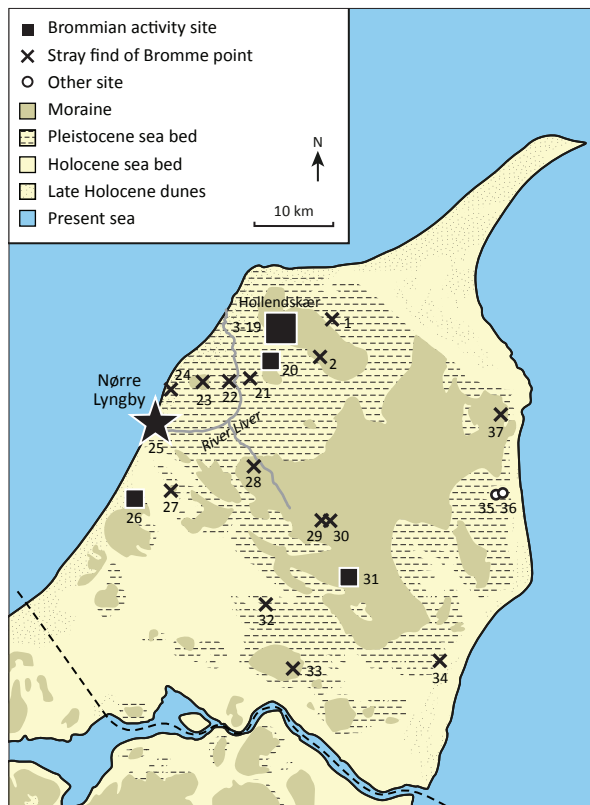 Brommian activity site
Stray find of Bromme point
Other site
Moraine
Pleistocene sea bed
Holocene sea bed
Late Holocene dunes
Present sea
N
10 km
Hollendskær
3-19
1
2
20
24
23
22
21
Nørre
Lyngby
25
River Liver
37
28
26
27
35
36
29
30
31
32
33
34